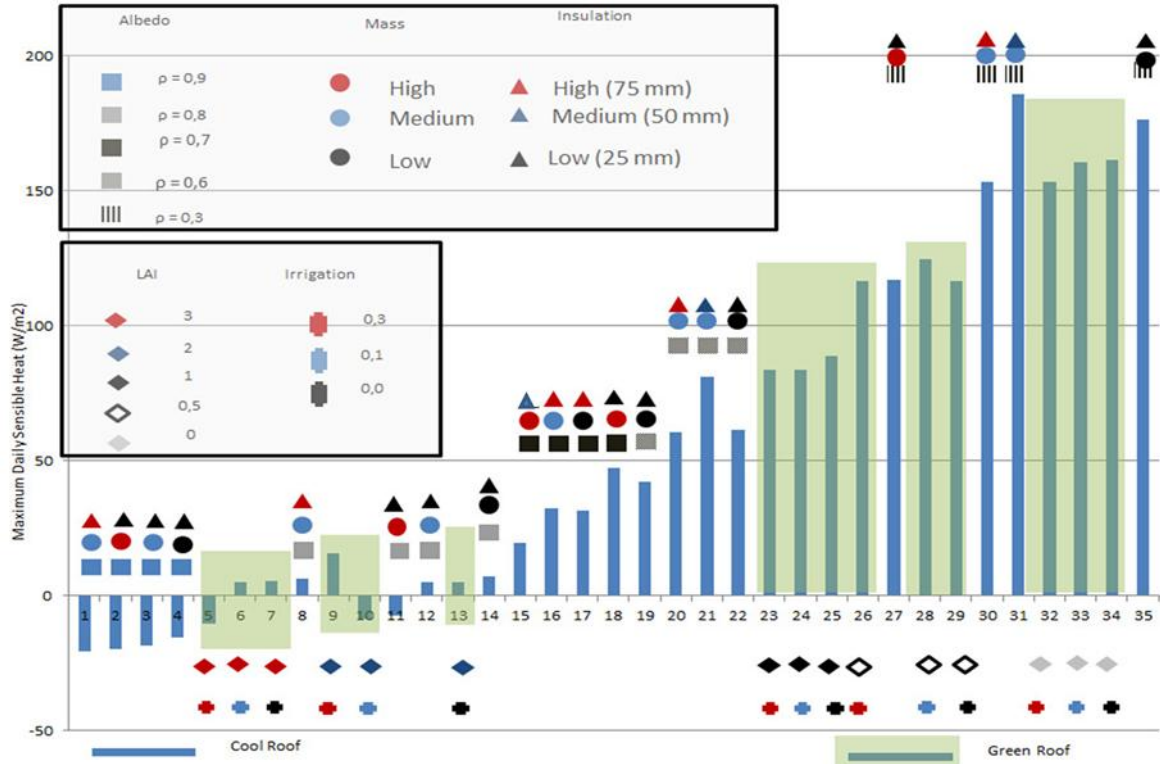 Albedo Mass Insulation
200
ρ = 0,9
High High (75 mm)
ρ = 0,8
Medium Medium (50 mm)
ρ = 0,7
Low Low (25 mm)
150
ρ = 0,6
ρ = 0,3
LAI Irrigation
3 0,3
100
2 0,1
1 0,0
0,5
0
50
Maximum Daily Sensible Heat (W/m2)
0
1 2 3 4 5 6 7 8 9 10 11 12 13 14 15 16 17 18 19 20 21 22 23 24 25 26 27 28 29 30 31 32 33 34 35
-50
Cool Roof Green Roof